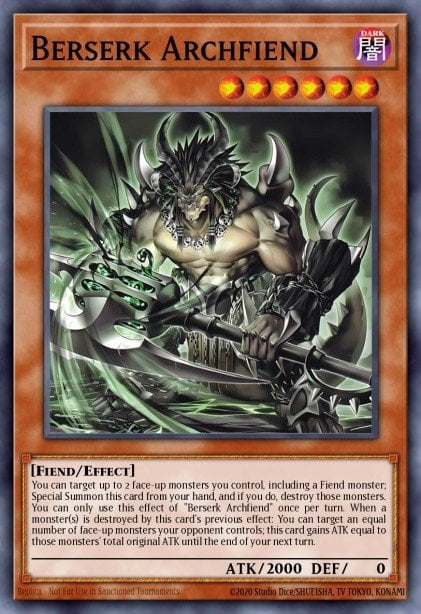 BERSERK ARCHFIEND
DARK
闇
[FIEND/EFFECT]
You can target up to 2 face-up monsters you control, including a Fiend monster;
Special Summon this card from your hand, and if you do, destroy those monsters.
You can only use this effect of "Berserk Archfiend" once per turn. When a
monster(s) is destroyed by this card's previous effect: You can target an equal
number of face-up monsters your opponent controls; this card gains ATK equal to
those monsters' total original ATK until the end of your next turn.
ATK/2000 DEF/ 0
Replica - Not For Use in Sanctioned Tournaments
©2020 Studio Dice/SHUEISHA, TV TOKYO, KONAMI